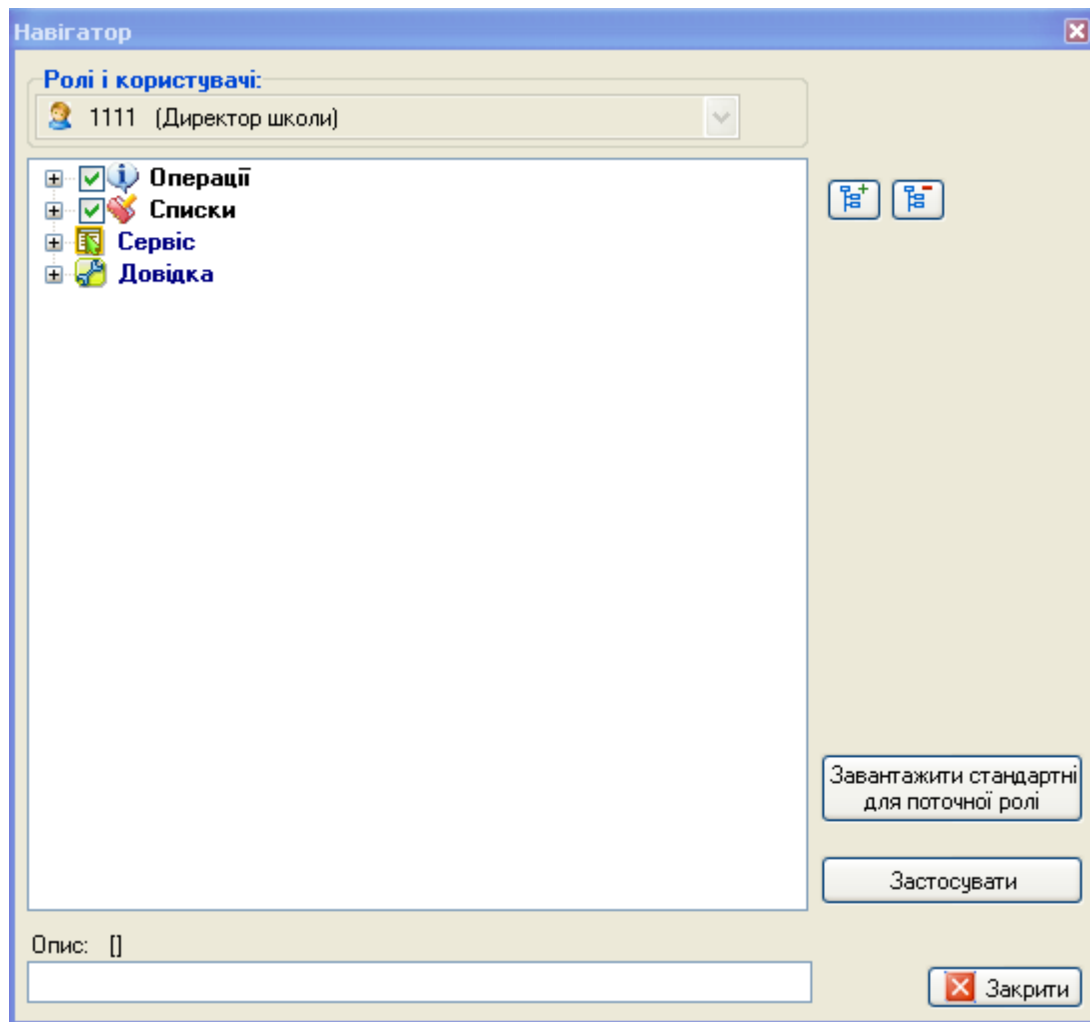 Навігатор
Ролі і користувачі:
1111 (Директор школи)
Операції
Списки
Сервіс
Довідка
Завантажити стандартні
для поточної ролі
Застосувати
Опис: []
Закрити